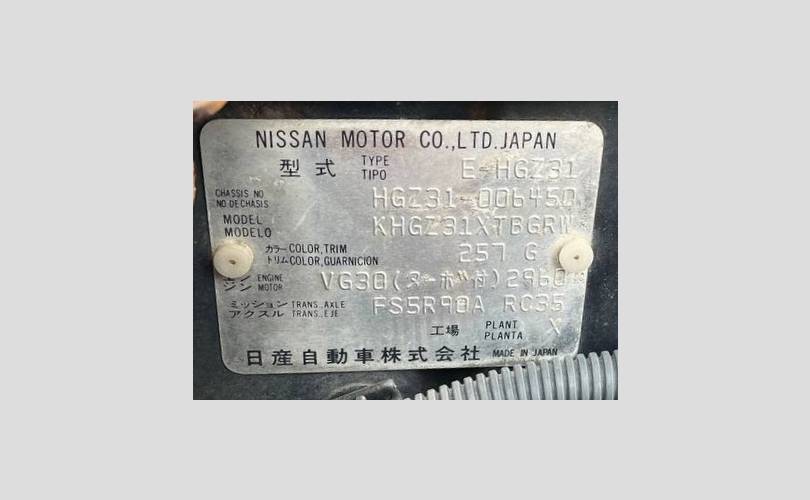 NISSAN MOTOR CO.,LTD.JAPAN
型式 TYPE TIPO E-HGZ31
CHASSIS NO NO DE CHASIS HGZ31-006450
MODEL MODELO KHGZ31XTBGRW
カラー COLOR,TRIM トリム COLOR,GUARNICION 257 G
エンジン ENGINE MOTOR VG30(ターボ付)2960
ミッション TRANS.,AXLE アクスル TRANS.,EJE FS5R90A RC35
工場 PLANT PLANTA X
日産自動車株式会社 MADE IN JAPAN